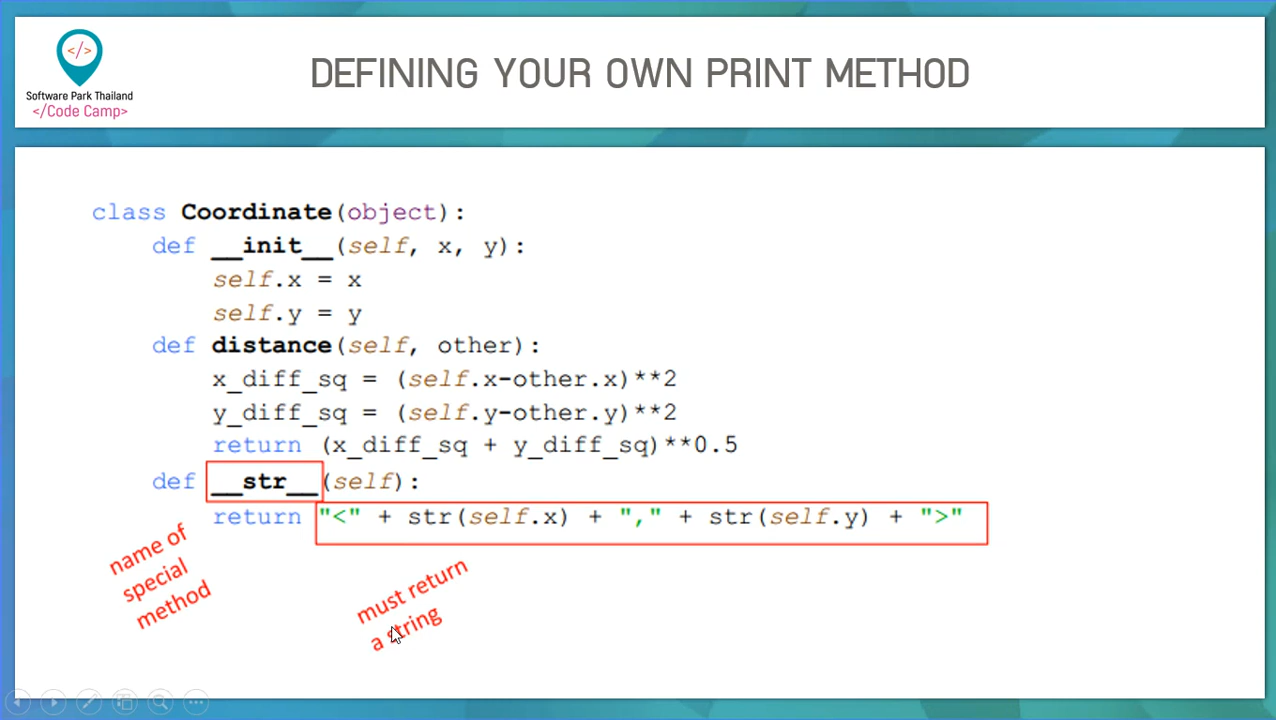 </>
Software Park Thailand
</Code Camp>
DEFINING YOUR OWN PRINT METHOD
class Coordinate(object):
    def __init__(self, x, y):
        self.x = x
        self.y = y
    def distance(self, other):
        x_diff_sq = (self.x-other.x)**2
        y_diff_sq = (self.y-other.y)**2
        return (x_diff_sq + y_diff_sq)**0.5
    def __str__(self):
        return "<" + str(self.x) + "," + str(self.y) + ">"
name of
special
method
must return
a string